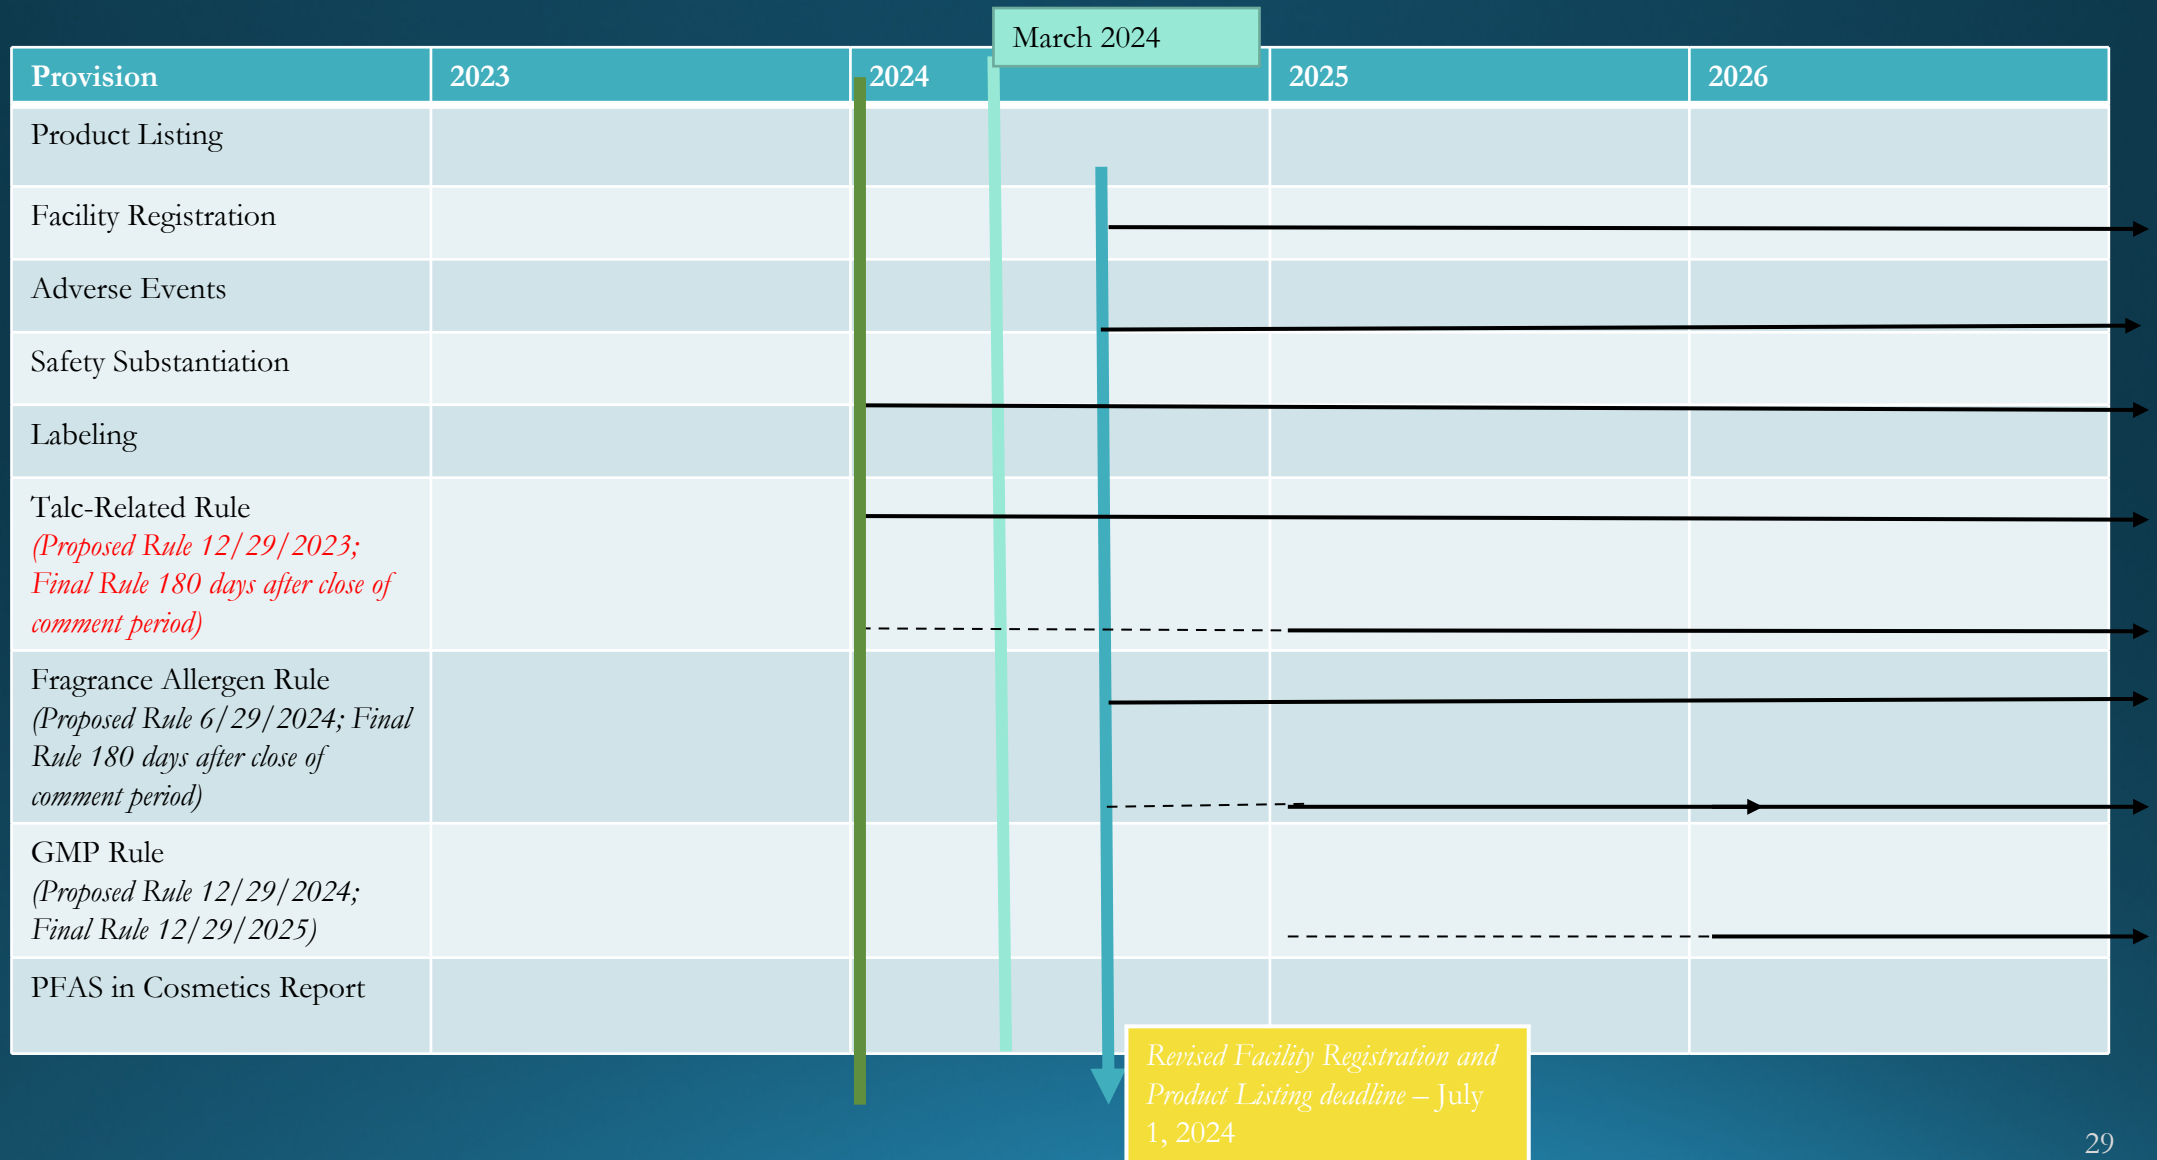 March 2024
Provision 2023 2024 2025 2026
Product Listing
Facility Registration
Adverse Events
Safety Substantiation
Labeling
Talc-Related Rule
(Proposed Rule 12/29/2023;
Final Rule 180 days after close of
comment period)
Fragrance Allergen Rule
(Proposed Rule 6/29/2024; Final
Rule 180 days after close of
comment period)
GMP Rule
(Proposed Rule 12/29/2024;
Final Rule 12/29/2025)
PFAS in Cosmetics Report
Revised Facility Registration and
Product Listing deadline – July
1, 2024
29